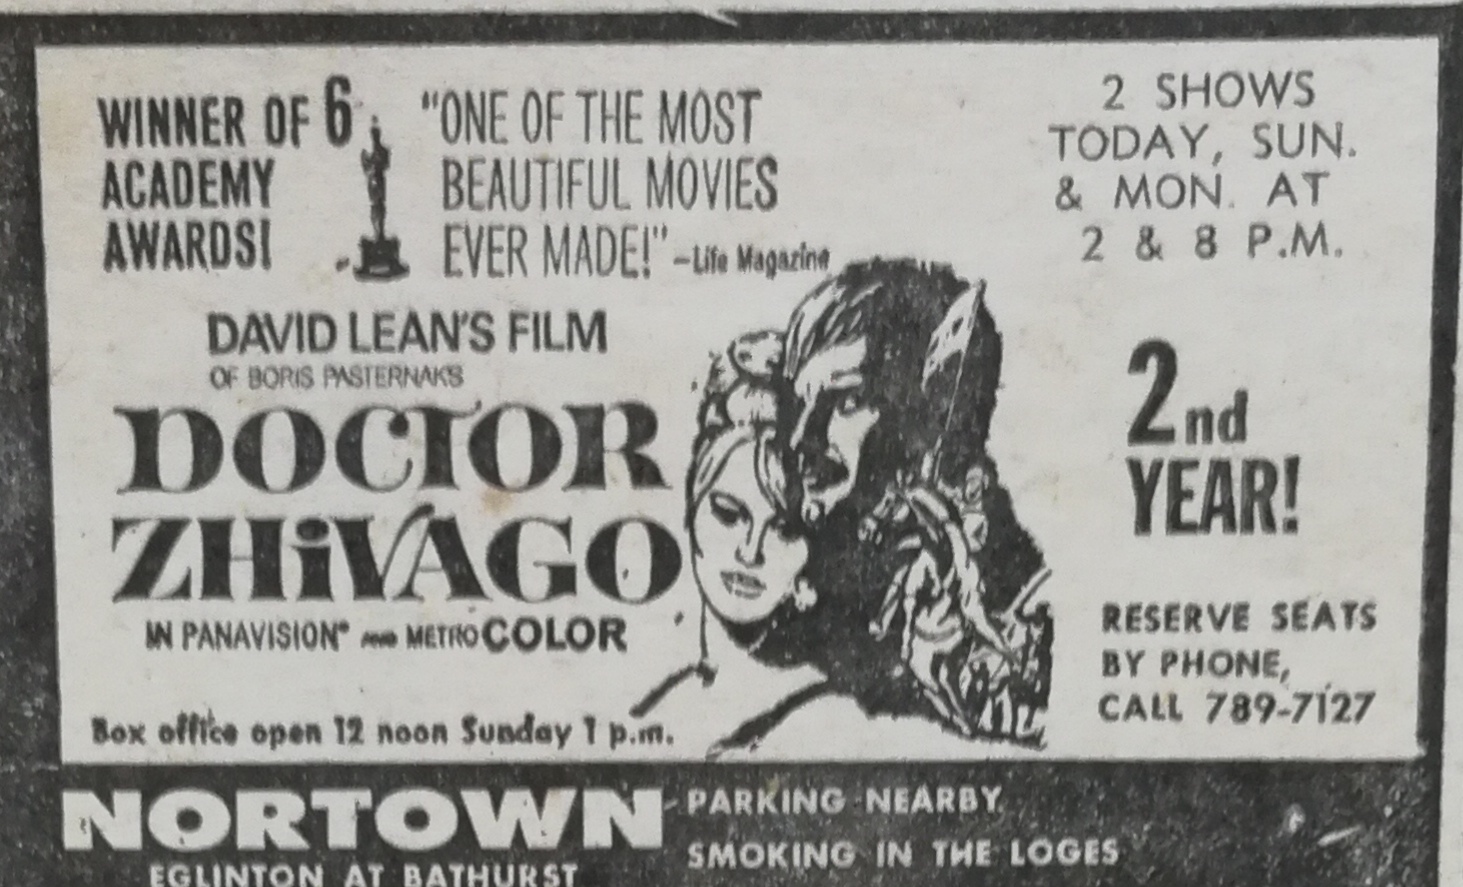 WINNER OF 6
ACADEMY
AWARDS!
"ONE OF THE MOST
BEAUTIFUL MOVIES
EVER MADE!" –Life Magazine
2 SHOWS
TODAY, SUN.
& MON. AT
2 & 8 P.M.
DAVID LEAN'S FILM
OF BORIS PASTERNAK'S
DOCTOR
ZHiVAGO
IN PANAVISION® AND METROCOLOR
2nd
YEAR!
RESERVE SEATS
BY PHONE,
CALL 789-7127
Box office open 12 noon Sunday 1 p.m.
NORTOWN
EGLINTON AT BATHURST
PARKING NEARBY
SMOKING IN THE LOGES